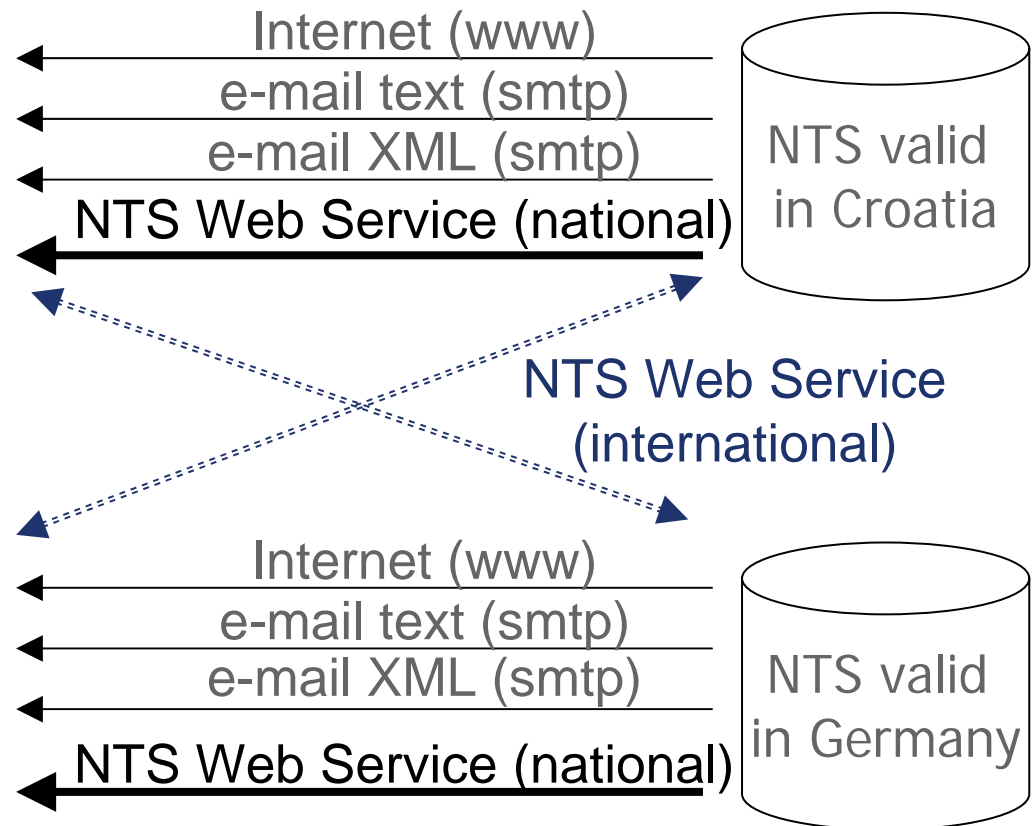 Internet (www)
e-mail text (smtp)
e-mail XML (smtp)
NTS Web Service (national)
NTS valid
in Croatia
NTS Web Service
(international)
Internet (www)
e-mail text (smtp)
e-mail XML (smtp)
NTS Web Service (national)
NTS valid
in Germany